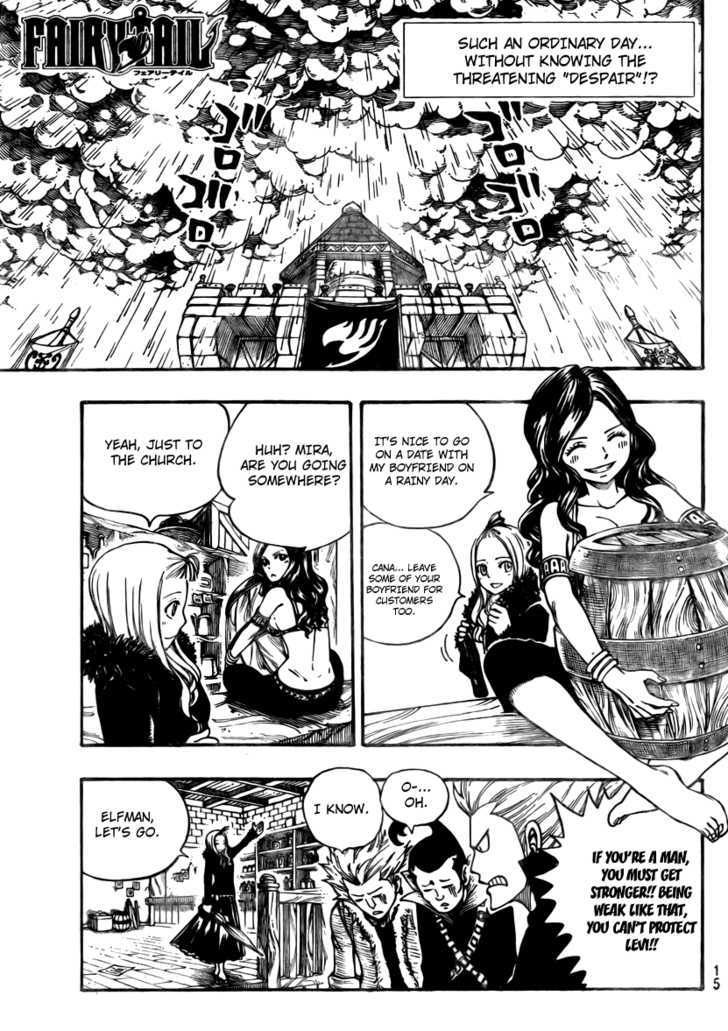 FAIRY TAIL
フェアリーテイル
SUCH AN ORDINARY DAY...
WITHOUT KNOWING THE
THREATENING "DESPAIR"!?
ゴロゴロ
ゴロゴロ
IT'S NICE TO GO
ON A DATE WITH
MY BOYFRIEND ON
A RAINY DAY.
CANA... LEAVE
SOME OF YOUR
BOYFRIEND FOR
CUSTOMERS
TOO.
HUH? MIRA,
ARE YOU GOING
SOMEWHERE?
YEAH, JUST TO
THE CHURCH.
IF YOU'RE A MAN,
YOU MUST GET
STRONGER!! BEING
WEAK LIKE THAT,
YOU CAN'T PROTECT
LEVI!!
O-...
OH.
I KNOW.
ELFMAN,
LET'S GO.
15